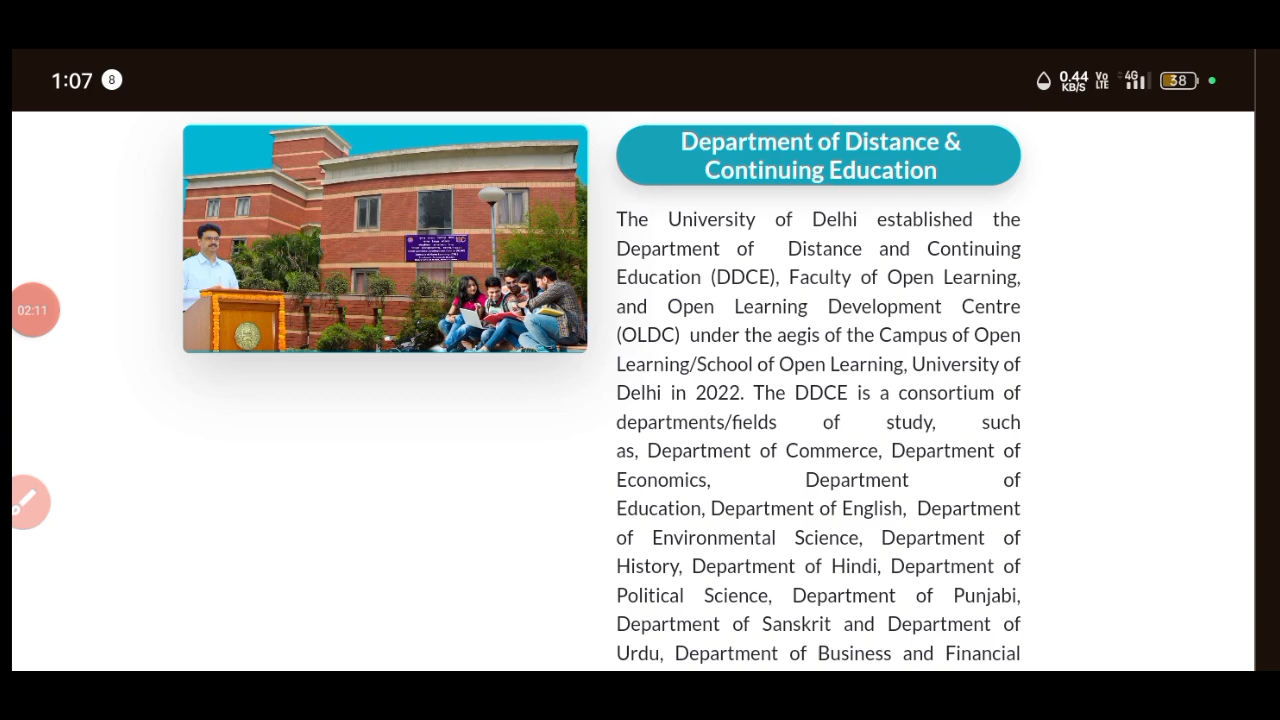 1:07 8
0.44 KB/S Vo LTE 4G 38
Department of Distance &
Continuing Education
The University of Delhi established the
Department of Distance and Continuing
Education (DDCE), Faculty of Open Learning,
and Open Learning Development Centre
(OLDC) under the aegis of the Campus of Open
Learning/School of Open Learning, University of
Delhi in 2022. The DDCE is a consortium of
departments/fields of study, such
as, Department of Commerce, Department of
Economics, Department of
Education, Department of English, Department
of Environmental Science, Department of
History, Department of Hindi, Department of
Political Science, Department of Punjabi,
Department of Sanskrit and Department of
Urdu, Department of Business and Financial
02:11